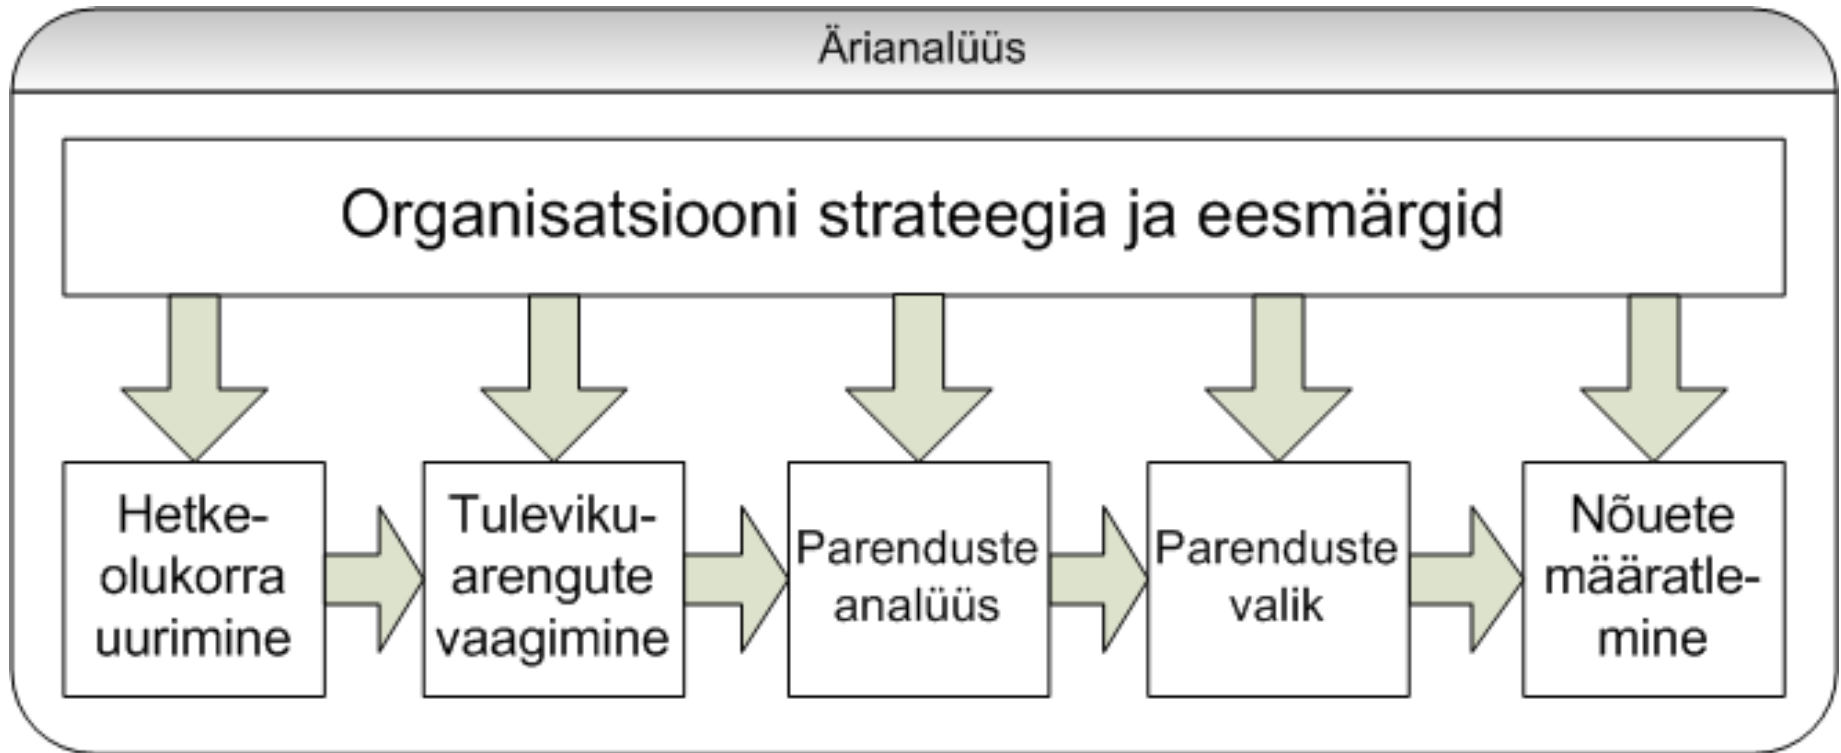 Ärianalüüs
Organisatsiooni strateegia ja eesmärgid
Hetke-
olukorra
uurimine
Tuleviku-
arengute
vaagimine
Parenduste
analüüs
Parenduste
valik
Nõuete
määratle-
mine